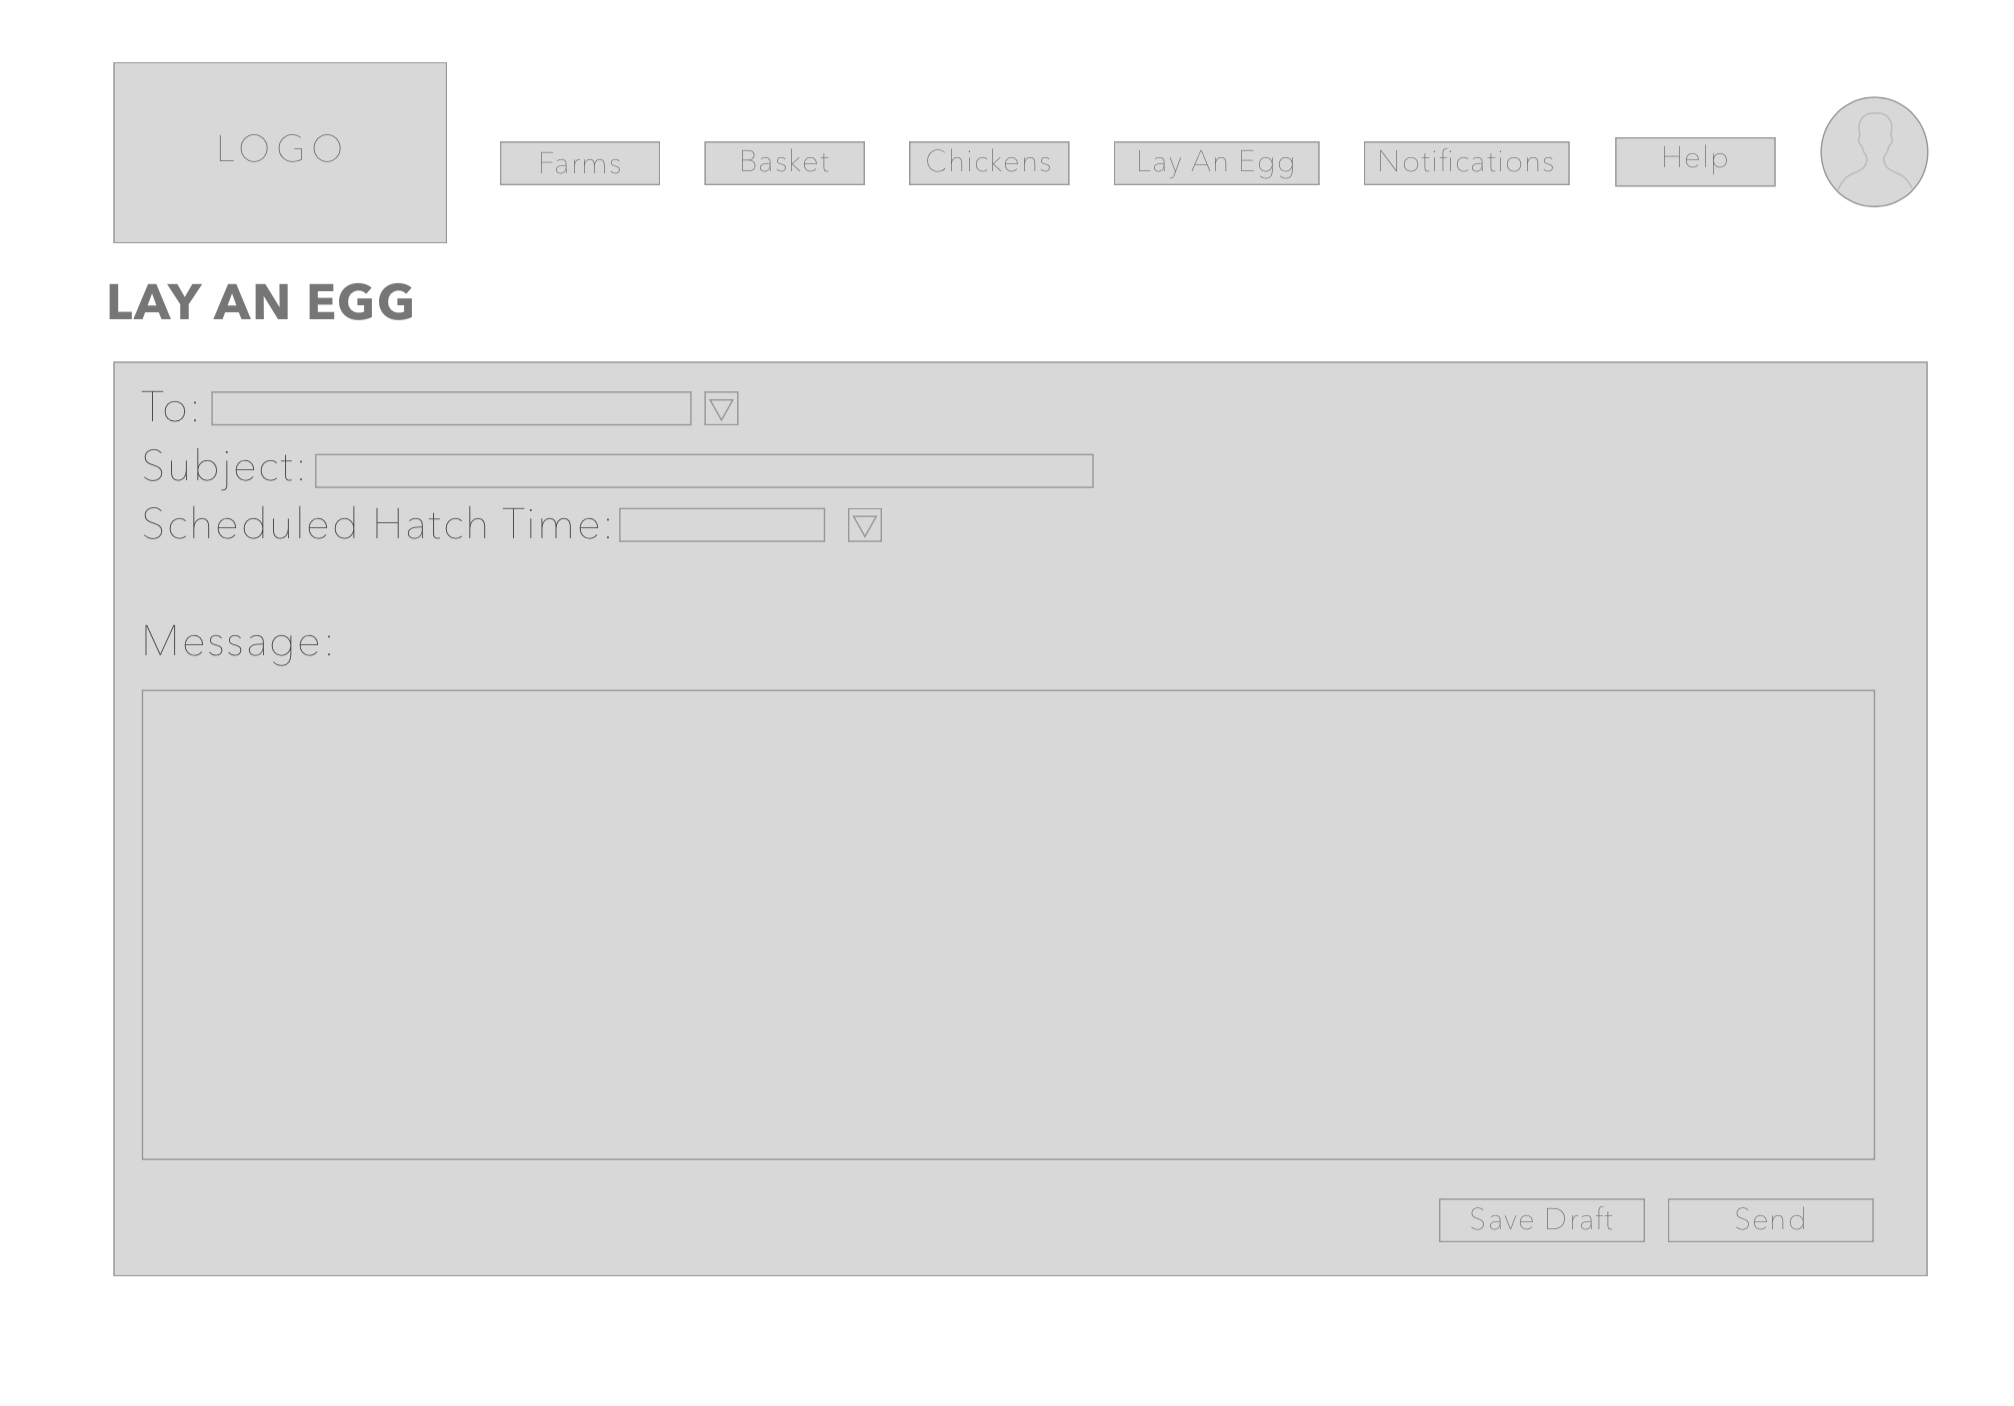 LOGO
Farms
Basket
Chickens
Lay An Egg
Notifications
Help
LAY AN EGG
To:
Subject:
Scheduled Hatch Time:
Message:
Save Draft
Send